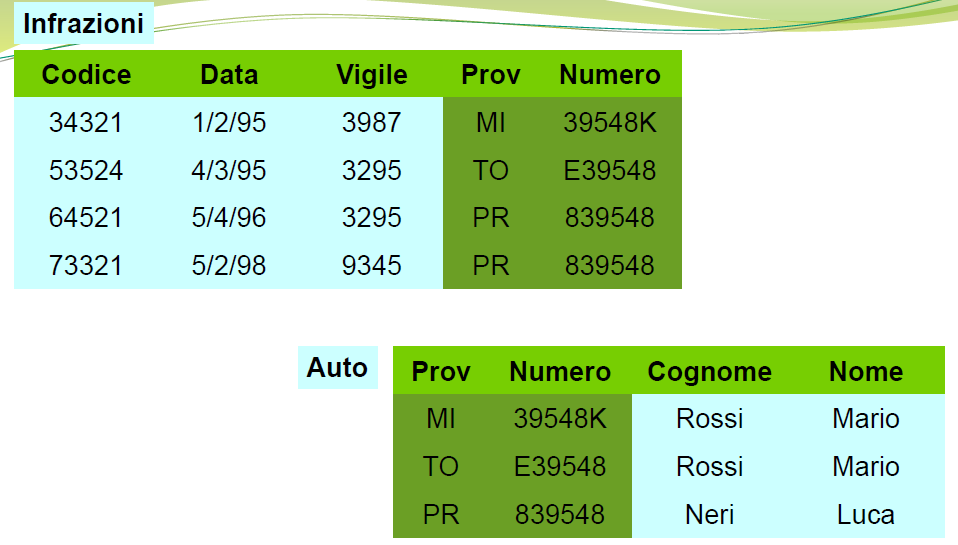 Infrazioni
Codice Data Vigile Prov Numero
34321 1/2/95 3987 MI 39548K
53524 4/3/95 3295 TO E39548
64521 5/4/96 3295 PR 839548
73321 5/2/98 9345 PR 839548
Auto
Prov Numero Cognome Nome
MI 39548K Rossi Mario
TO E39548 Rossi Mario
PR 839548 Neri Luca